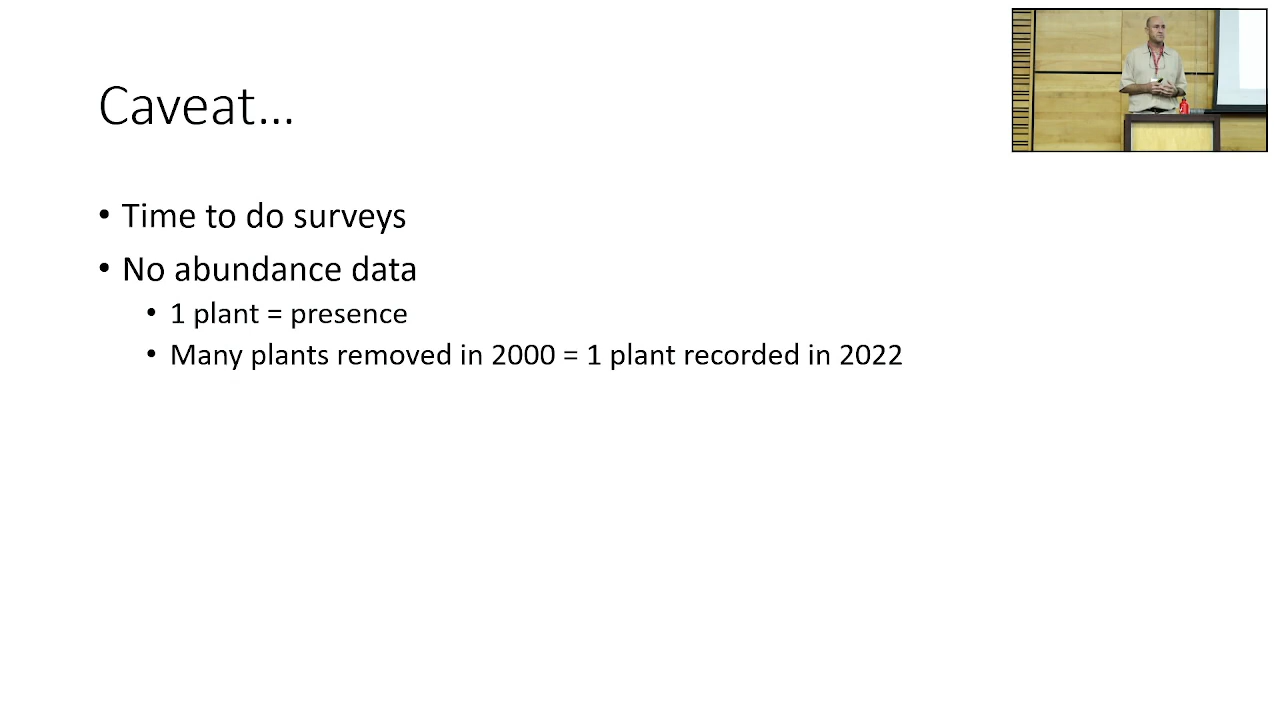 Caveat...
• Time to do surveys
• No abundance data
• 1 plant = presence
• Many plants removed in 2000 = 1 plant recorded in 2022